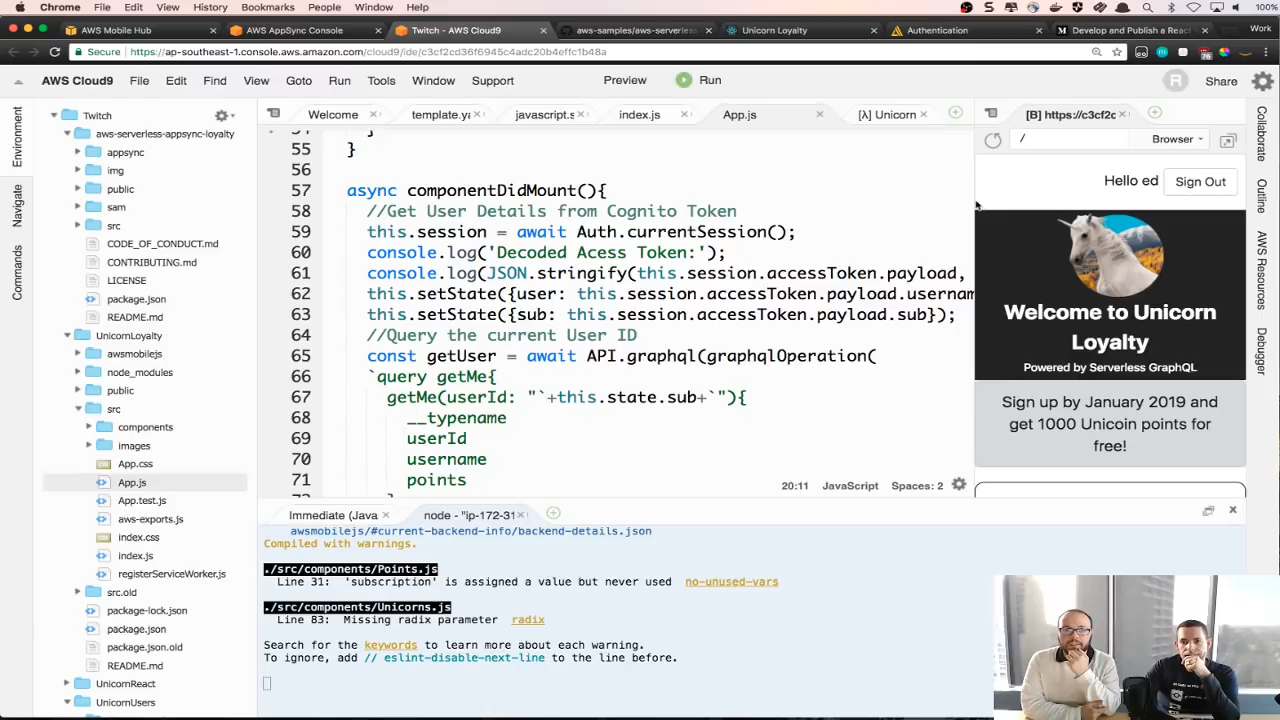 Chrome File Edit View History Bookmarks People Window Help 100%
AWS Mobile Hub AWS AppSync Console Twitch - AWS Cloud9 aws-samples/aws-serverless Unicorn Loyalty Authentication Develop and Publish a React Work
Secure https://ap-southeast-1.console.aws.amazon.com/cloud9/ide/c3cf2cd36f6945c4adc20b4effc1b48a
AWS Cloud9 File Edit Find View Goto Run Tools Window Support Preview Run R Share
Welcome template.ya javascript.s index.js App.js [λ] Unicorn [B] https://c3cf2c
/ Browser
Environment
Navigate
Commands
Twitch
aws-serverless-appsync-loyalty
appsync
img
public
sam
src
CODE_OF_CONDUCT.md
CONTRIBUTING.md
LICENSE
package.json
README.md
UnicornLoyalty
awsmobilejs
node_modules
public
src
components
images
App.css
App.js
App.test.js
aws-exports.js
index.css
index.js
registerServiceWorker.js
src.old
package-lock.json
package.json
package.json.old
README.md
UnicornReact
UnicornUsers
54 }
55 }
56
57 async componentDidMount(){
58 //Get User Details from Cognito Token
59 this.session = await Auth.currentSession();
60 console.log('Decoded Acess Token:');
61 console.log(JSON.stringify(this.session.accessToken.payload,
62 this.setState({user: this.session.accessToken.payload.usernam
63 this.setState({sub: this.session.accessToken.payload.sub});
64 //Query the current User ID
65 const getUser = await API.graphql(graphqlOperation(
66 `query getMe{
67 getMe(userId: "`+this.state.sub+`"){
68 __typename
69 userId
70 username
71 points
20:11 JavaScript Spaces: 2
Hello ed Sign Out
Welcome to Unicorn
Loyalty
Powered by Serverless GraphQL
Sign up by January 2019 and
get 1000 Unicoin points for
free!
Collaborate
Outline
AWS Resources
Debugger
Immediate (Java node - "ip-172-31
awsmobilejs/#current-backend-info/backend-details.json
Compiled with warnings.
./src/components/Points.js
Line 31: 'subscription' is assigned a value but never used no-unused-vars
./src/components/Unicorns.js
Line 83: Missing radix parameter radix
Search for the keywords to learn more about each warning.
To ignore, add // eslint-disable-next-line to the line before.